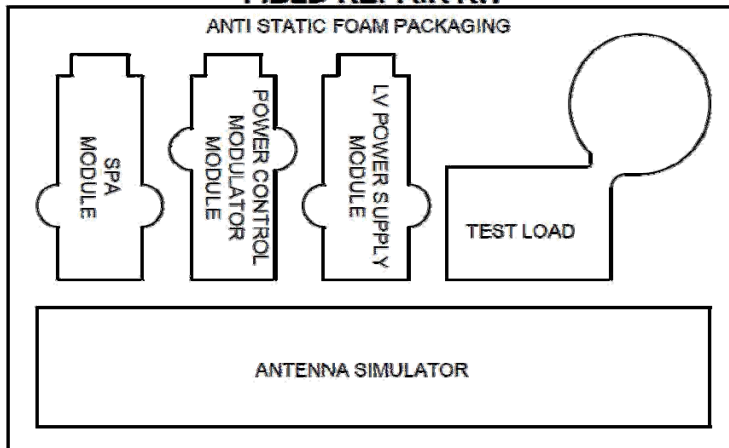 ANTI STATIC FOAM PACKAGING
SPA
MODULE
POWER CONTROL
MODULATOR
MODULE
LV POWER SUPPLY
MODULE
TEST LOAD
ANTENNA SIMULATOR